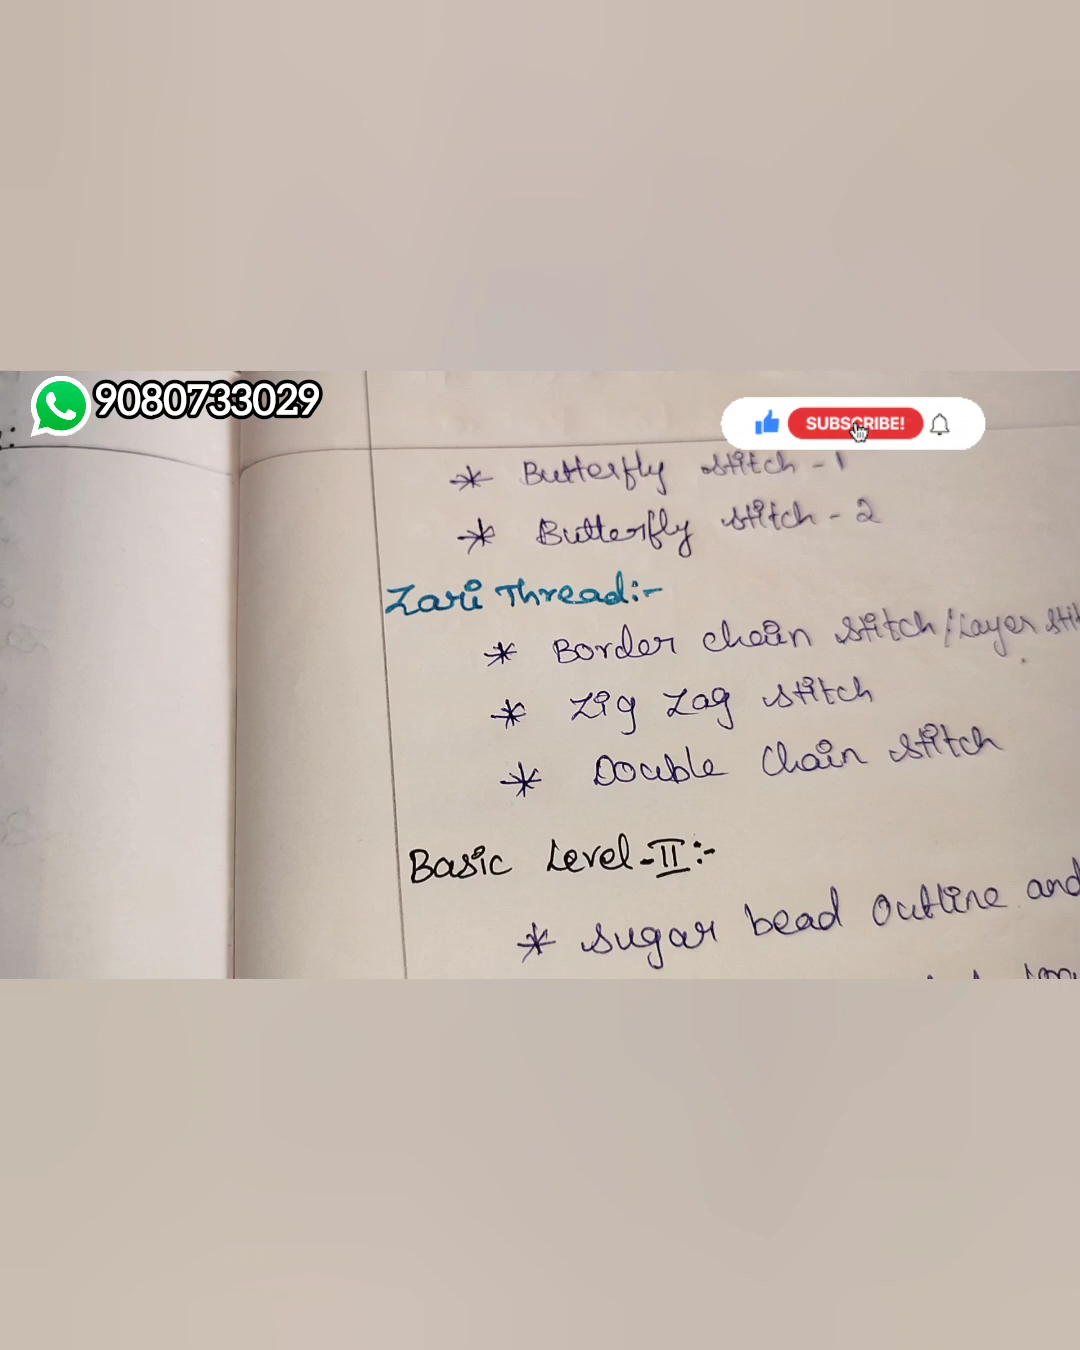 9080733029
SUBSCRIBE!
* Butterfly stitch - 1
* Butterfly stitch - 2
Zari Thread:-
* Border chain stitch / Layer
* Zig Zag stitch
* Double Chain stitch
Basic Level-II:-
* sugar bead outline and